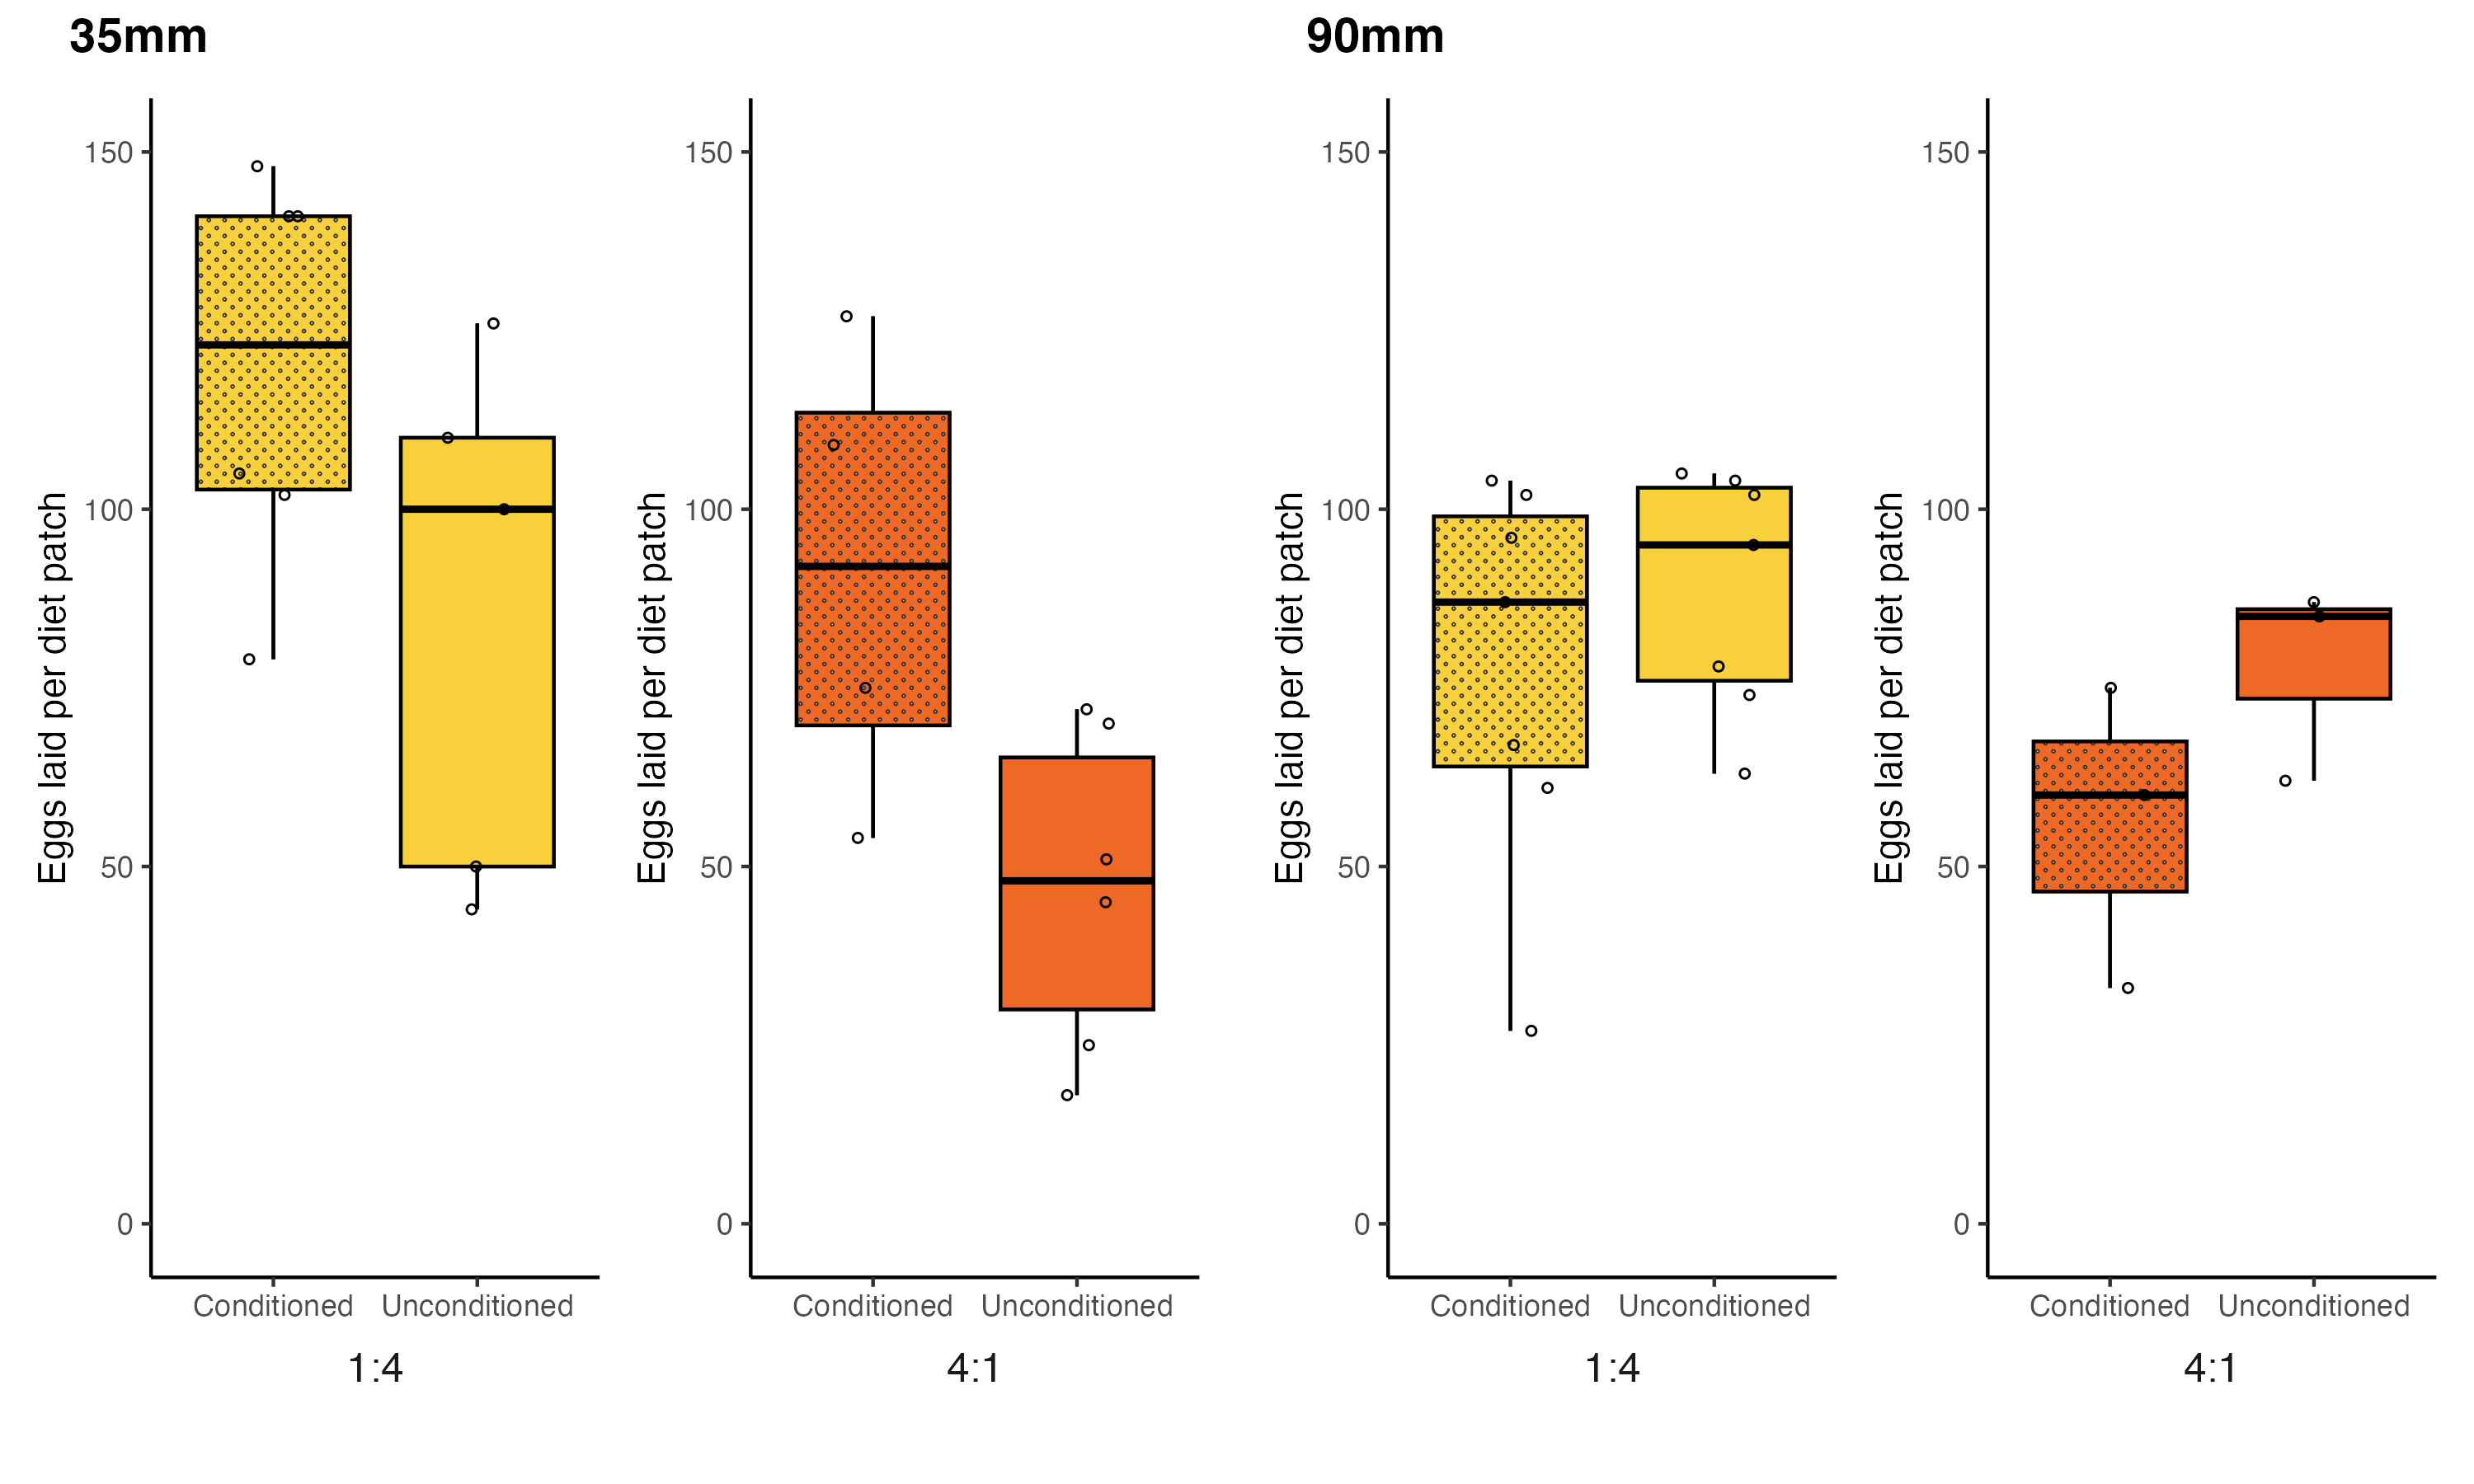 35mm
90mm
Eggs laid per diet patch
150
100
50
0
Conditioned Unconditioned
1:4
Eggs laid per diet patch
150
100
50
0
Conditioned Unconditioned
4:1
Eggs laid per diet patch
150
100
50
0
Conditioned Unconditioned
1:4
Eggs laid per diet patch
150
100
50
0
Conditioned Unconditioned
4:1